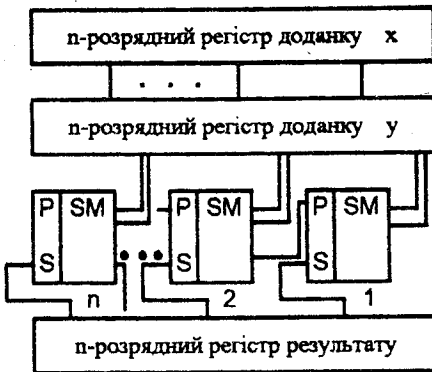 n-розрядний регістр доданку x
. . .
n-розрядний регістр доданку y
P SM P SM P SM
S S S
n 2 1
n-розрядний регістр результату